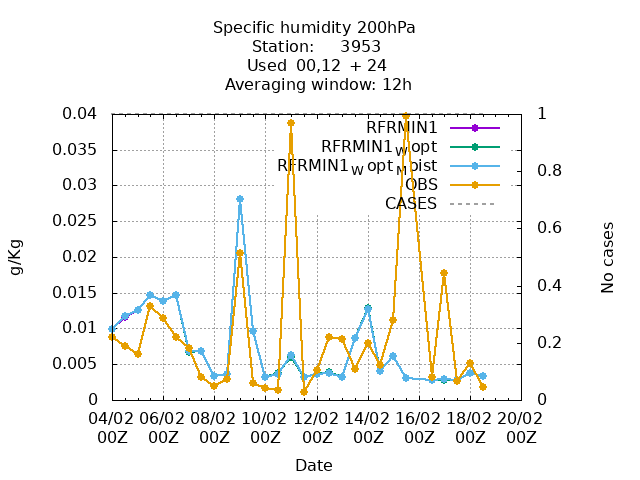 Specific humidity 200hPa
Station: 3953
Used 00,12 + 24
Averaging window: 12h
0.04
0.035
0.03
0.025
0.02
0.015
0.01
0.005
0
1
0.8
0.6
0.4
0.2
0
RFRMIN1
RFRMIN1_W opt
RFRMIN1_W opt_Moist
OBS
CASES
g/Kg
No cases
04/02 06/02 08/02 10/02 12/02 14/02 16/02 18/02 20/02
00Z 00Z 00Z 00Z 00Z 00Z 00Z 00Z 00Z
Date